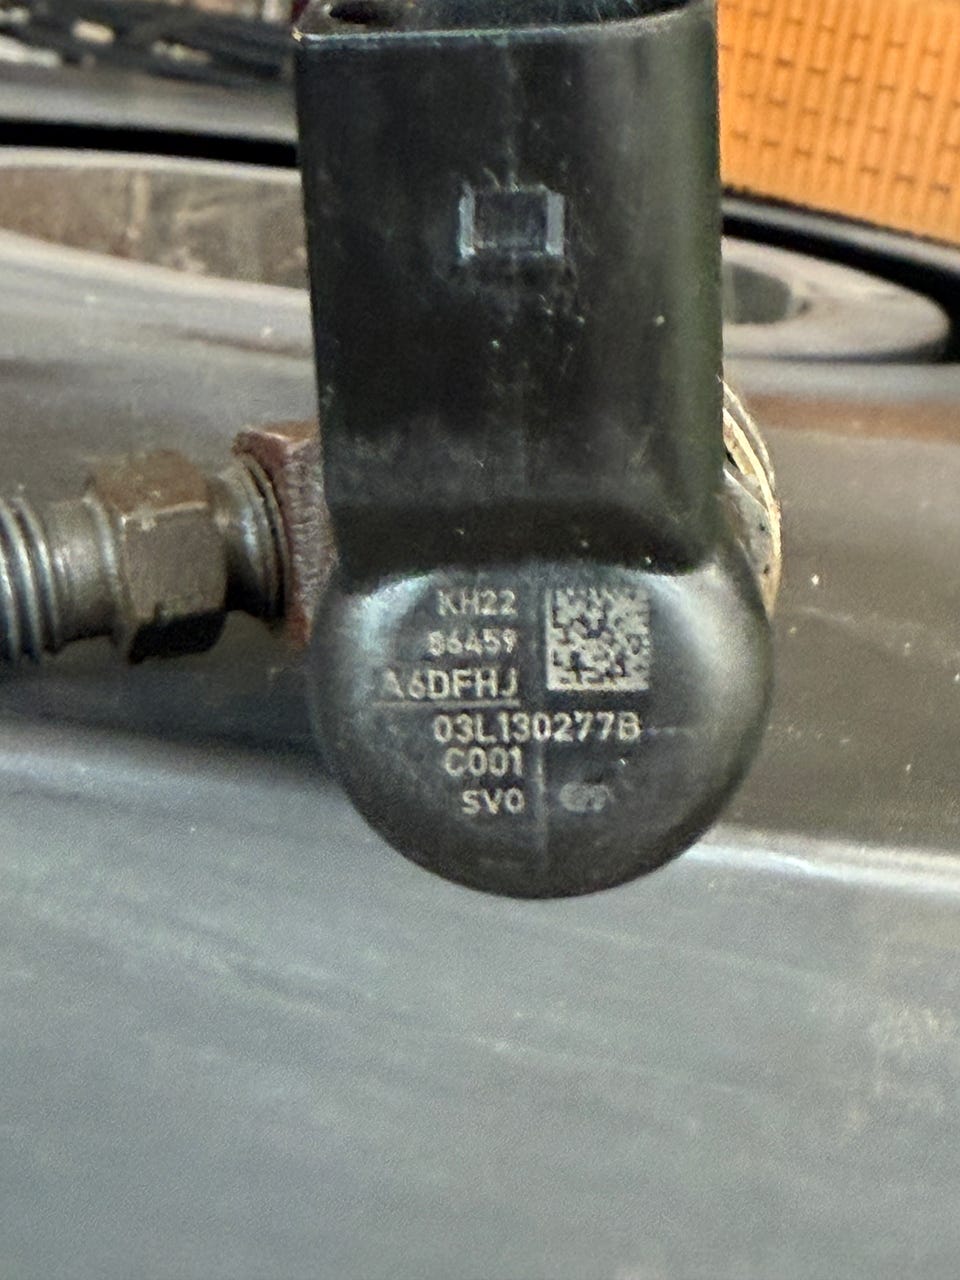 KH22
86459
A6DFHJ
03L130277B
C001
SVO